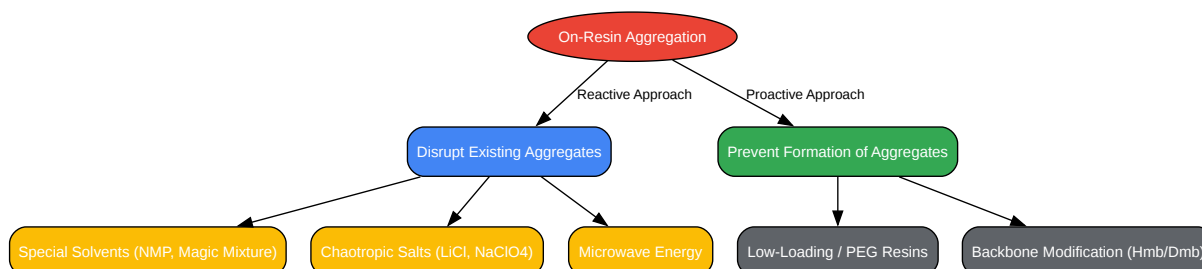 On-Resin Aggregation
Reactive Approach
Proactive Approach
Disrupt Existing Aggregates
Prevent Formation of Aggregates
Special Solvents (NMP, Magic Mixture)
Chaotropic Salts (LiCl, NaClO4)
Microwave Energy
Low-Loading / PEG Resins
Backbone Modification (Hmb/Dmb)